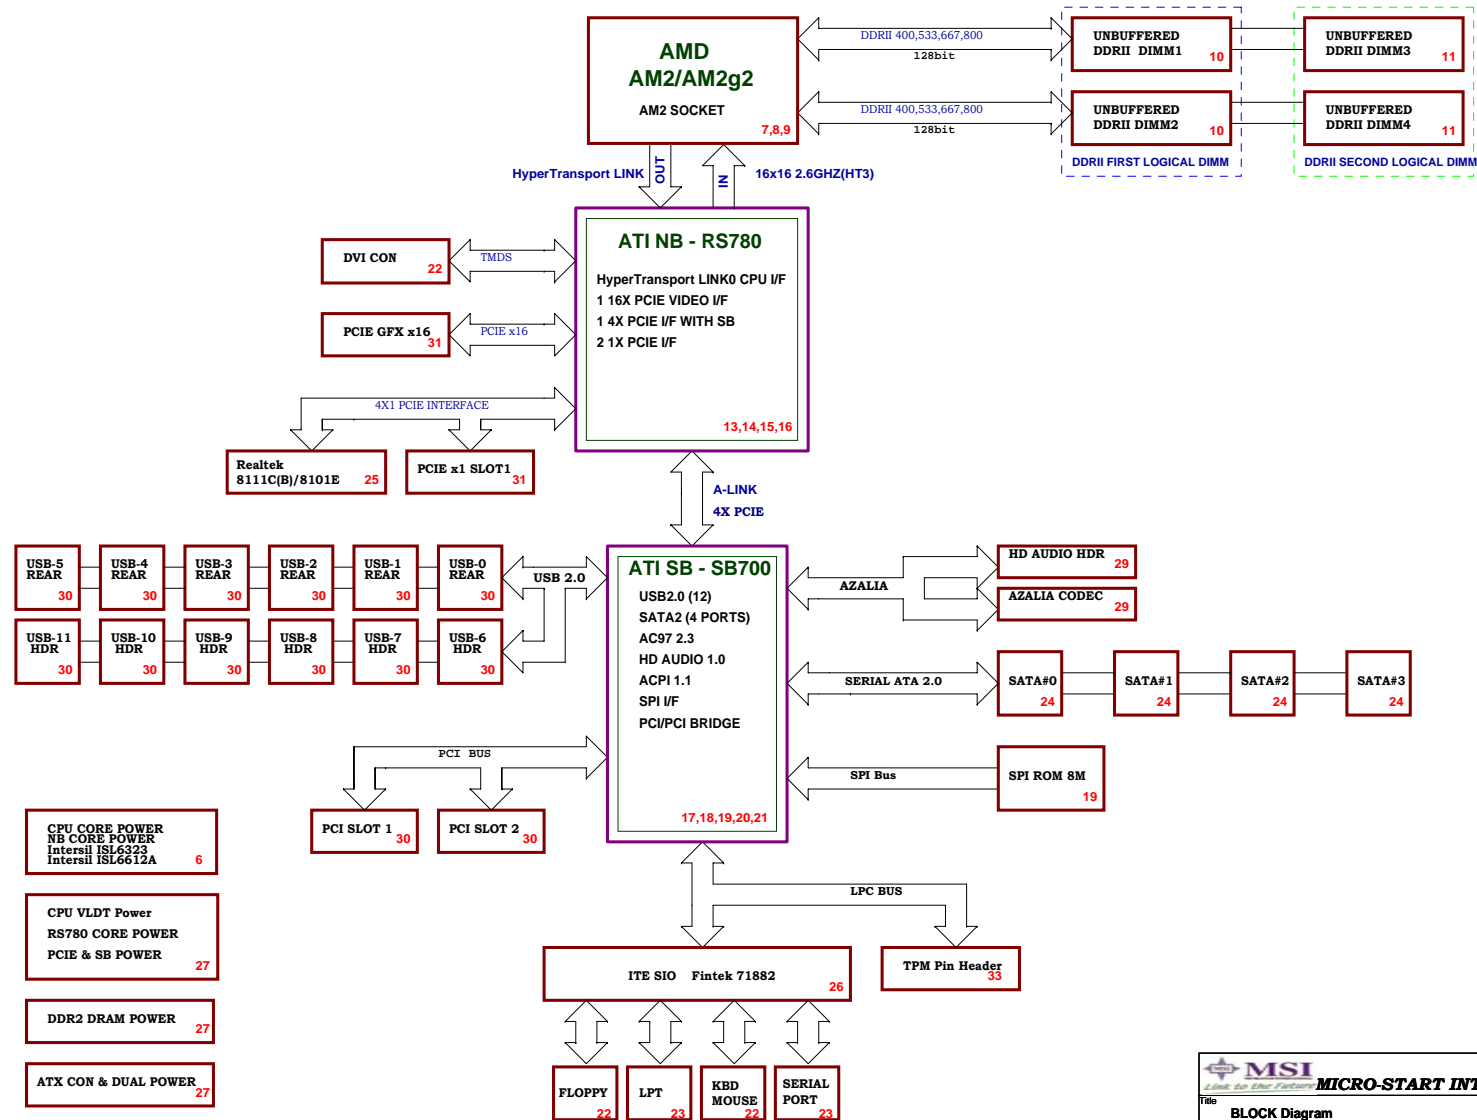 AMD
AM2/AM2g2
AM2 SOCKET
7,8,9
DDRII 400,533,667,800
128bit
DDRII 400,533,667,800
128bit
UNBUFFERED
DDRII DIMM1
10
UNBUFFERED
DDRII DIMM3
11
UNBUFFERED
DDRII DIMM2
10
UNBUFFERED
DDRII DIMM4
11
DDRII FIRST LOGICAL DIMM
DDRII SECOND LOGICAL DIMM
HyperTransport LINK
OUT
IN
16x16 2.6GHZ(HT3)
ATI NB - RS780
HyperTransport LINK0 CPU I/F
1 16X PCIE VIDEO I/F
1 4X PCIE I/F WITH SB
2 1X PCIE I/F
13,14,15,16
DVI CON
22
TMDS
PCIE GFX x16
31
PCIE x16
4X1 PCIE INTERFACE
Realtek
8111C(B)/8101E
25
PCIE x1 SLOT1
31
A-LINK
4X PCIE
USB-5
REAR
30
USB-4
REAR
30
USB-3
REAR
30
USB-2
REAR
30
USB-1
REAR
30
USB-0
REAR
30
USB 2.0
USB-11
HDR
30
USB-10
HDR
30
USB-9
HDR
30
USB-8
HDR
30
USB-7
HDR
30
USB-6
HDR
30
ATI SB - SB700
USB2.0 (12)
SATA2 (4 PORTS)
AC97 2.3
HD AUDIO 1.0
ACPI 1.1
SPI I/F
PCI/PCI BRIDGE
17,18,19,20,21
AZALIA
HD AUDIO HDR
29
AZALIA CODEC
29
SERIAL ATA 2.0
SATA#0
24
SATA#1
24
SATA#2
24
SATA#3
24
SPI Bus
SPI ROM 8M
19
PCI BUS
PCI SLOT 1
30
PCI SLOT 2
30
CPU CORE POWER
NB CORE POWER
Intersil ISL6323
Intersil ISL6612A
6
CPU VLDT Power
RS780 CORE POWER
PCIE & SB POWER
27
DDR2 DRAM POWER
27
ATX CON & DUAL POWER
27
LPC BUS
ITE SIO Fintek 71882
26
TPM Pin Header
33
FLOPPY
22
LPT
23
KBD
MOUSE
22
SERIAL
PORT
23
MSI
Link to the Future
MICRO-START INT
Title
BLOCK Diagram